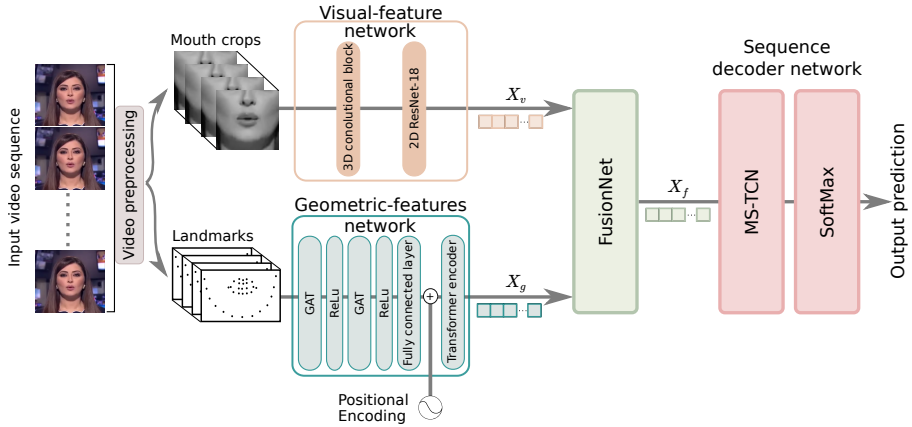 Input video sequence
Video preprocessing
Mouth crops
Visual-feature
network
3D convolutional block
2D ResNet-18
X_v
Landmarks
Geometric-features
network
GAT
ReLu
GAT
ReLu
Fully connected layer
+
Transformer encoder
Positional
Encoding
X_g
FusionNet
X_f
Sequence
decoder network
MS-TCN
SoftMax
Output prediction